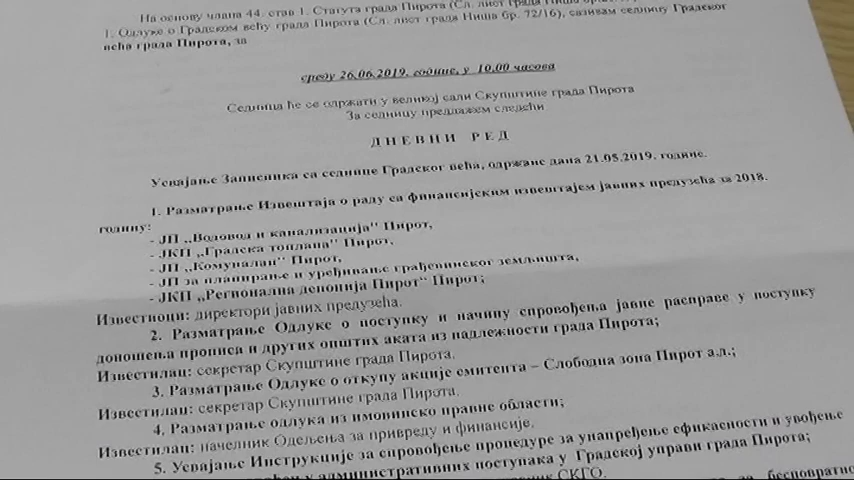 На основу члана 44. став 1. Статута града Пирота (Сл. лист града Ниша бр.
1. Одлуке о Градском већу града Пирота (Сл. лист града Ниша бр. 72/16), сазивам седницу Градског
већа града Пирота, за
среду 26.06.2019. године, у 10,00 часова
Седница ће се одржати у великој сали Скупштине града Пирота
За седницу предлажем следећи
Д Н Е В Н И Р Е Д
Усвајање Записника са седнице Градског већа, одржане дана 21.05.2019. године.
1. Разматрање Извештаја о раду са финансијским извештајем јавних предузећа за 2018.
годину:
- ЈП „Водовод и канализација" Пирот,
- ЈКП „Градска топлана" Пирот,
- ЈП „Комуналан" Пирот,
- ЈП за планирање и уређивање грађевинског земљишта,
- ЈКП „Регионална депонија Пирот" Пирот;
Известиоци: директори јавних предузећа.
2. Разматрање Одлуке о поступку и начину спровођења јавне расправе у поступку
доношења прописа и других општих аката из надлежности града Пирота;
Известилац: секретар Скупштине града Пирота.
3. Разматрање Одлуке о откупу акције емитента – Слободна зона Пирот а.д.;
Известилац: секретар Скупштине града Пирота.
4. Разматрање одлука из имовинско правне области;
Известилац: начелник Одељења за привреду и финансије.
5. Усвајање Инструкције за спровођење процедуре за унапређење ефикасности и увођење
административних поступака у Градској управи града Пирота;
СКГО.
за бесповратно